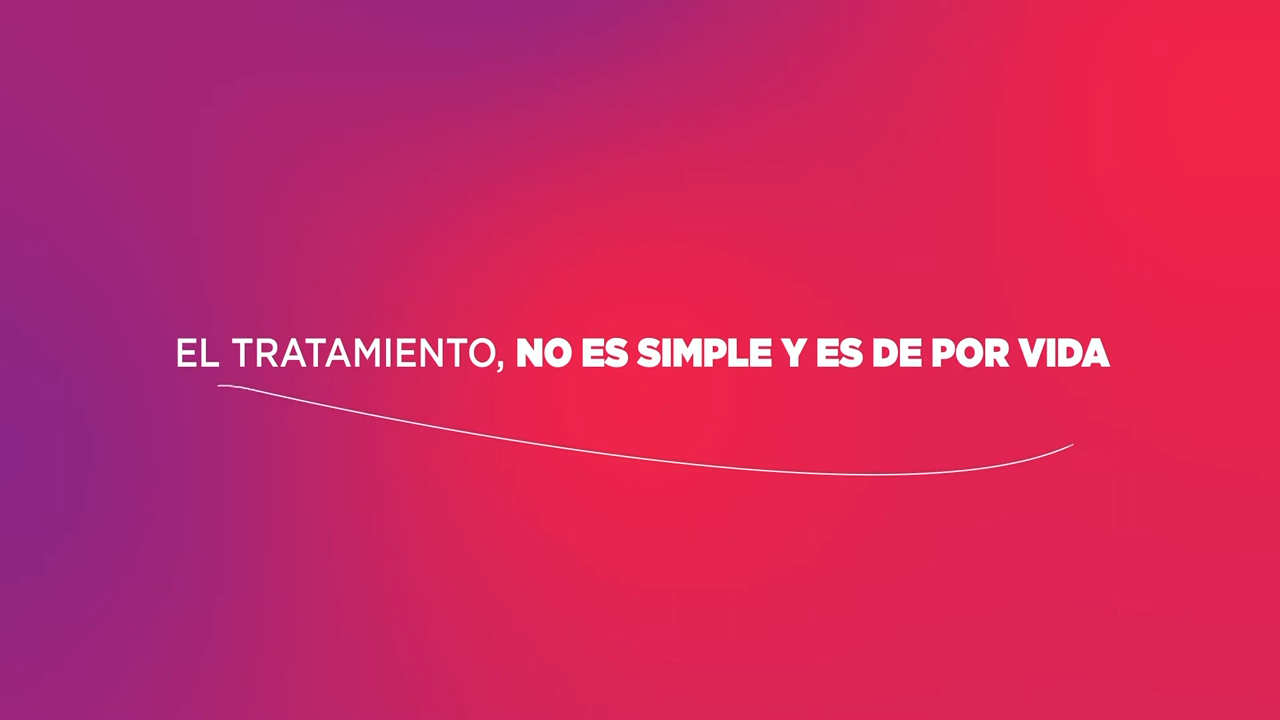 EL TRATAMIENTO, NO ES SIMPLE Y ES DE POR VIDA